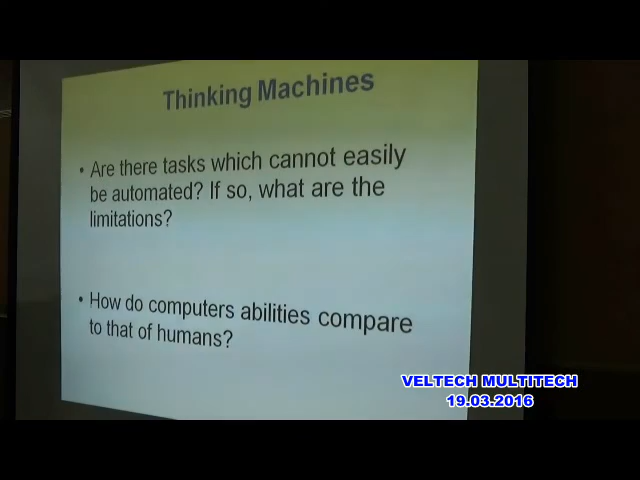 Thinking Machines
• Are there tasks which cannot easily
be automated? If so, what are the
limitations?
• How do computers abilities compare
to that of humans?
VELTECH MULTITECH
19.03.2016